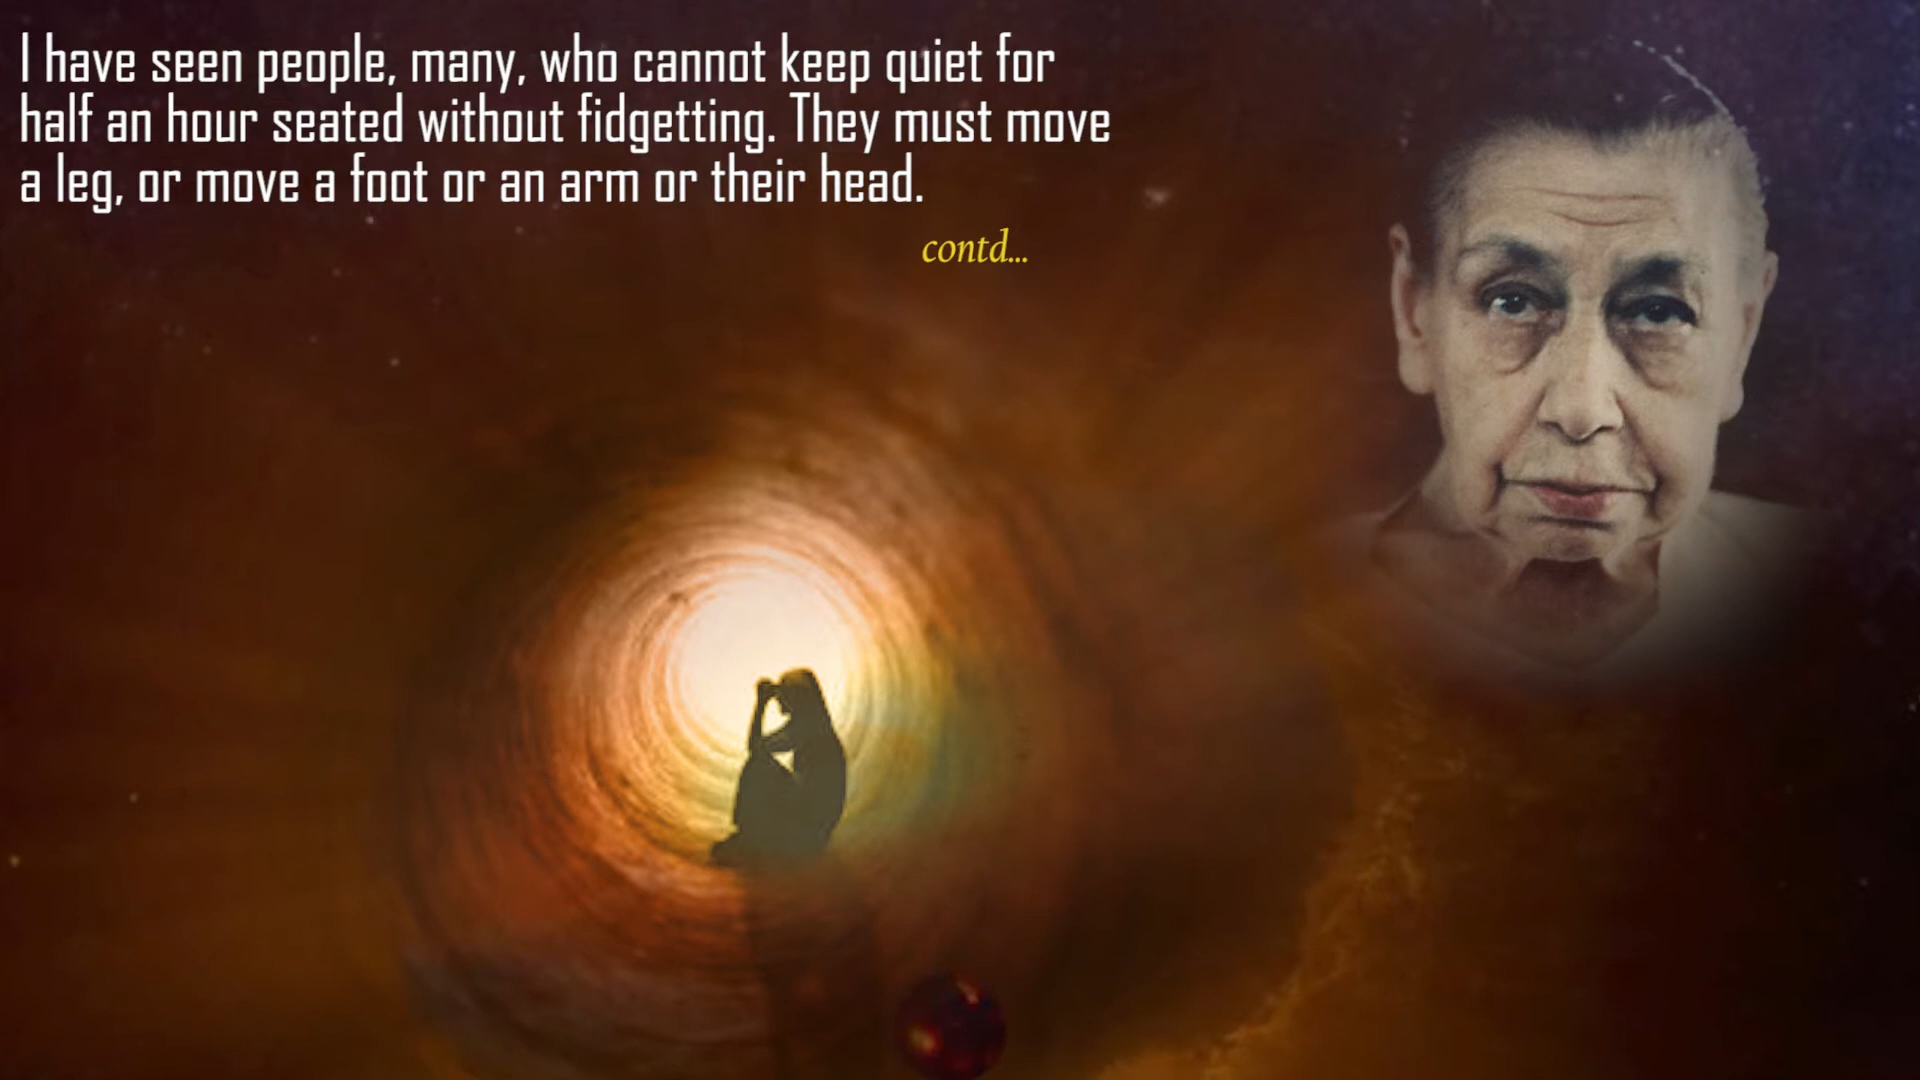 I have seen people, many, who cannot keep quiet for
half an hour seated without fidgetting. They must move
a leg, or move a foot or an arm or their head.
contd...